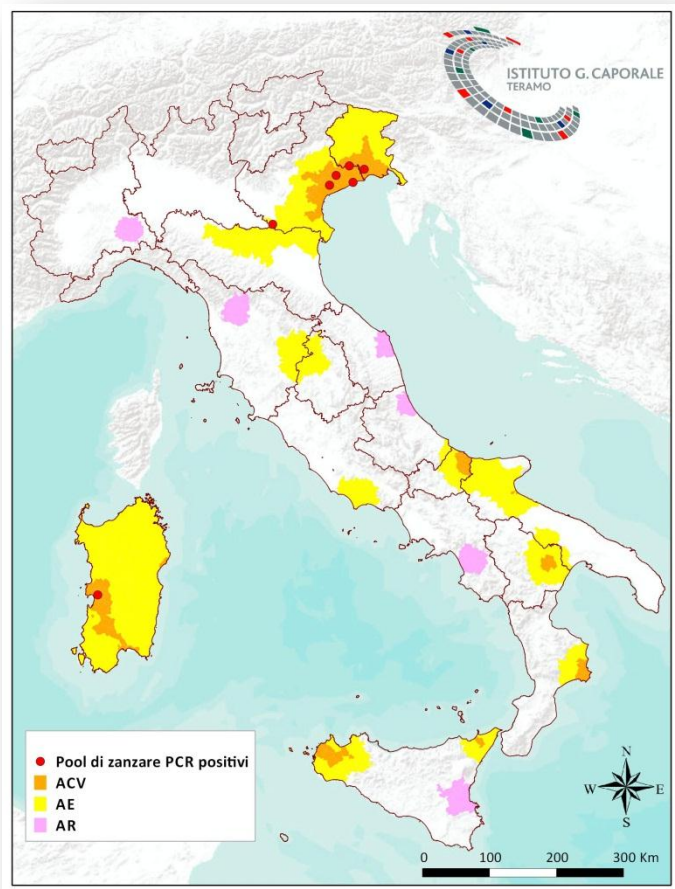 ISTITUTO G. CAPORALE
TERAMO
Pool di zanzare PCR positivi
ACV
AE
AR
N
W E
S
0 100 200 300 Km